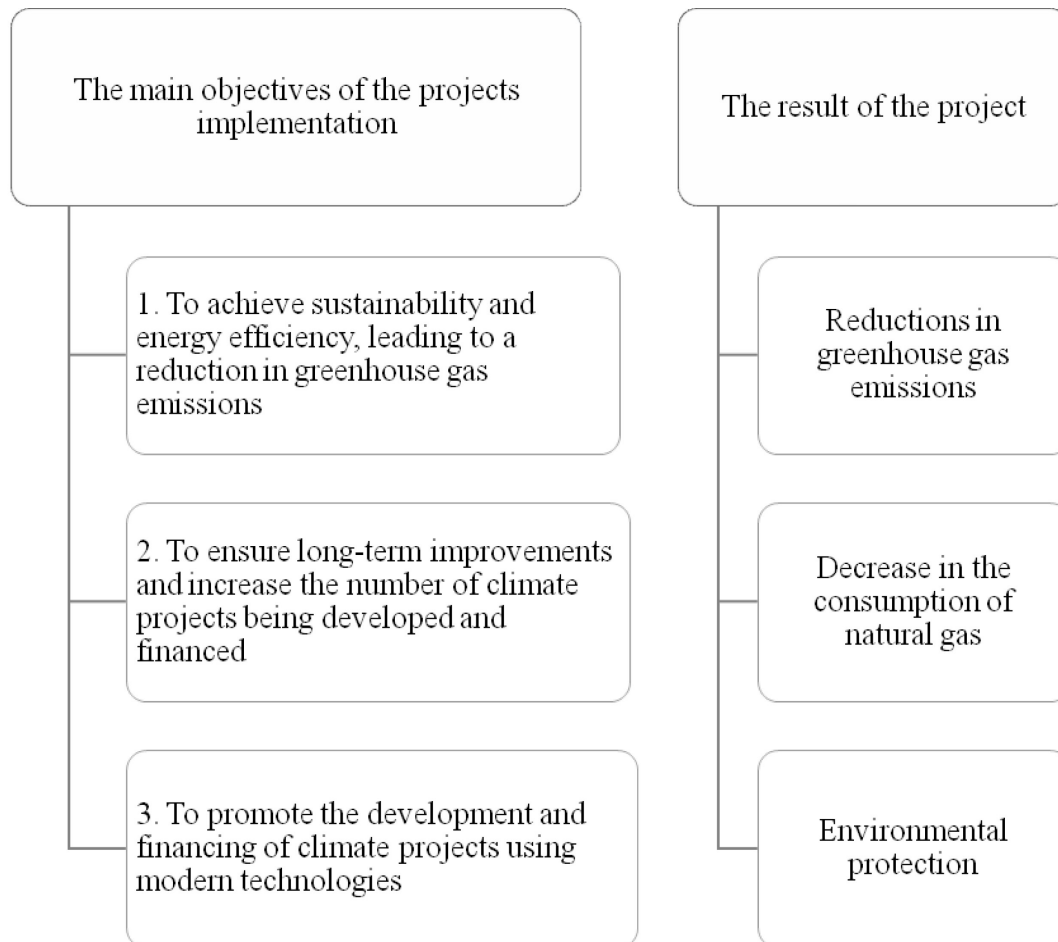 The main objectives of the projects
implementation
1. To achieve sustainability and
energy efficiency, leading to a
reduction in greenhouse gas
emissions
2. To ensure long-term improvements
and increase the number of climate
projects being developed and
financed
3. To promote the development and
financing of climate projects using
modern technologies
The result of the project
Reductions in
greenhouse gas
emissions
Decrease in the
consumption of
natural gas
Environmental
protection